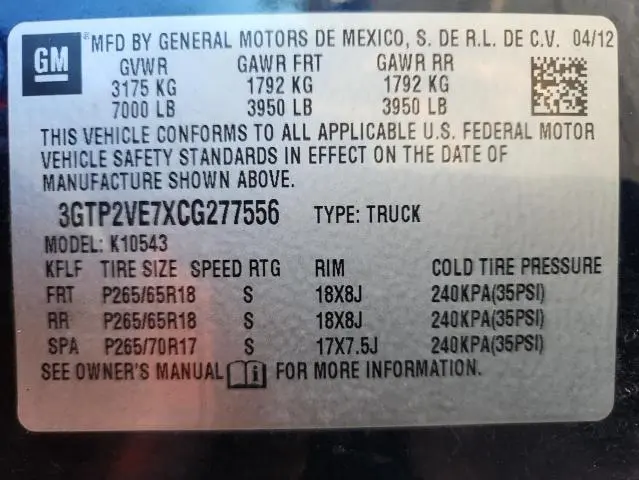 GM ® MFD BY GENERAL MOTORS DE MEXICO, S. DE R.L. DE C.V. 04/12
GVWR GAWR FRT GAWR RR
3175 KG 1792 KG 1792 KG
7000 LB 3950 LB 3950 LB
THIS VEHICLE CONFORMS TO ALL APPLICABLE U.S. FEDERAL MOTOR
VEHICLE SAFETY STANDARDS IN EFFECT ON THE DATE OF
MANUFACTURE SHOWN ABOVE.
3GTP2VE7XCG277556 TYPE: TRUCK
MODEL: K10543
KFLF TIRE SIZE SPEED RTG RIM COLD TIRE PRESSURE
FRT P265/65R18 S 18X8J 240KPA(35PSI)
RR P265/65R18 S 18X8J 240KPA(35PSI)
SPA P265/70R17 S 17X7.5J 240KPA(35PSI)
SEE OWNER'S MANUAL i FOR MORE INFORMATION.